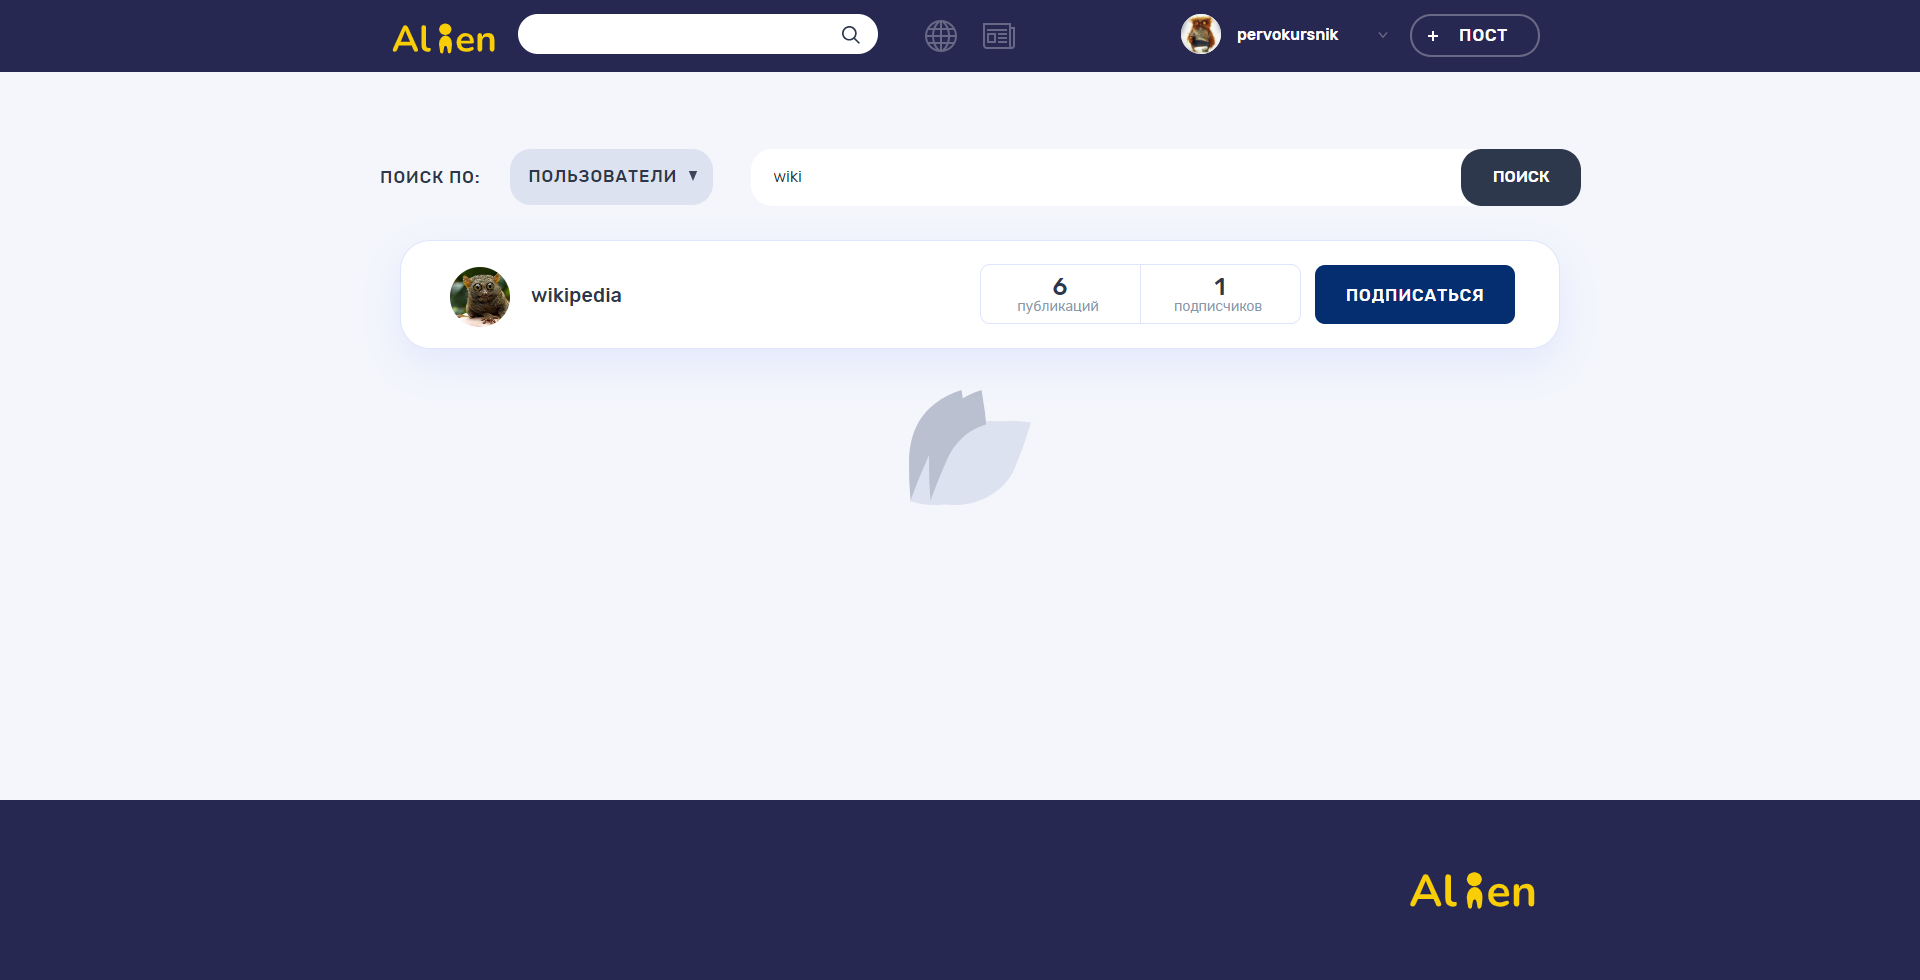 Alien
pervokursnik
+ ПОСТ
ПОИСК ПО:
ПОЛЬЗОВАТЕЛИ
wiki
ПОИСК
wikipedia
6
публикаций
1
подписчиков
ПОДПИСАТЬСЯ
Alien